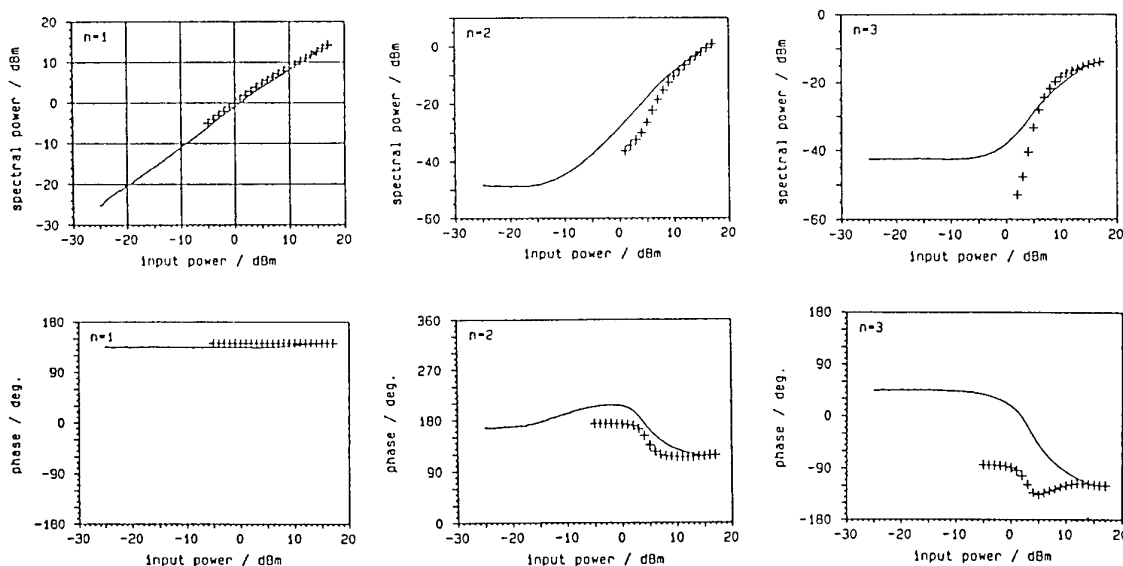 n=1
spectral power / dBm
20
10
0
-10
-20
-30
-30 -20 -10 0 10 20
input power / dBm
n=2
spectral power / dBm
0
-20
-40
-60
-30 -20 -10 0 10 20
input power / dBm
n=3
spectral power / dBm
0
-20
-40
-60
-30 -20 -10 0 10 20
input power / dBm
n=1
phase / deg.
180
90
0
-90
-180
-30 -20 -10 0 10 20
input power / dBm
n=2
phase / deg.
360
270
180
90
0
-30 -20 -10 0 10 20
input power / dBm
n=3
phase / deg.
180
90
0
-90
-180
-30 -20 -10 0 10 20
input power / dBm